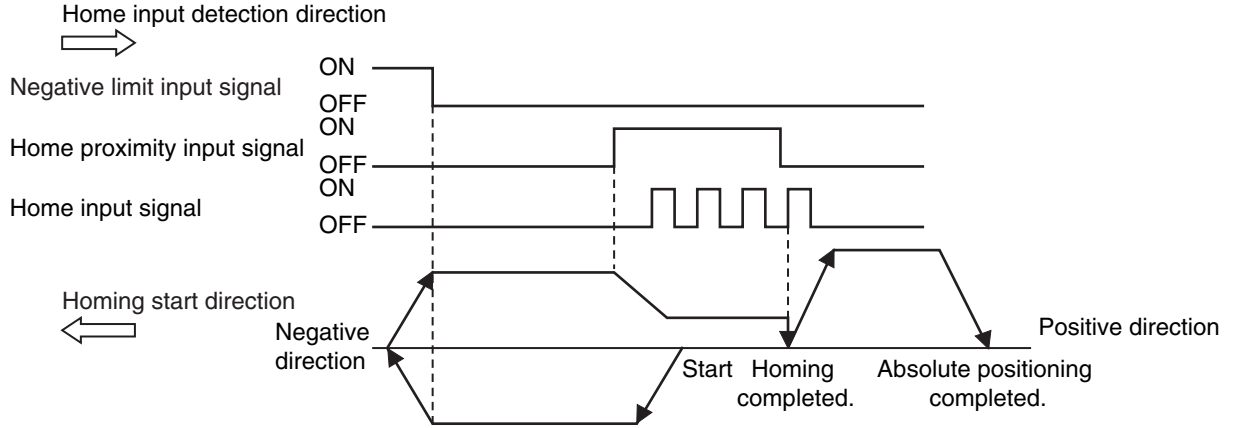 Home input detection direction
ON
Negative limit input signal
OFF
ON
Home proximity input signal
OFF
ON
Home input signal
OFF
Homing start direction
Negative
direction
Positive direction
Start
Homing
completed.
Absolute positioning
completed.